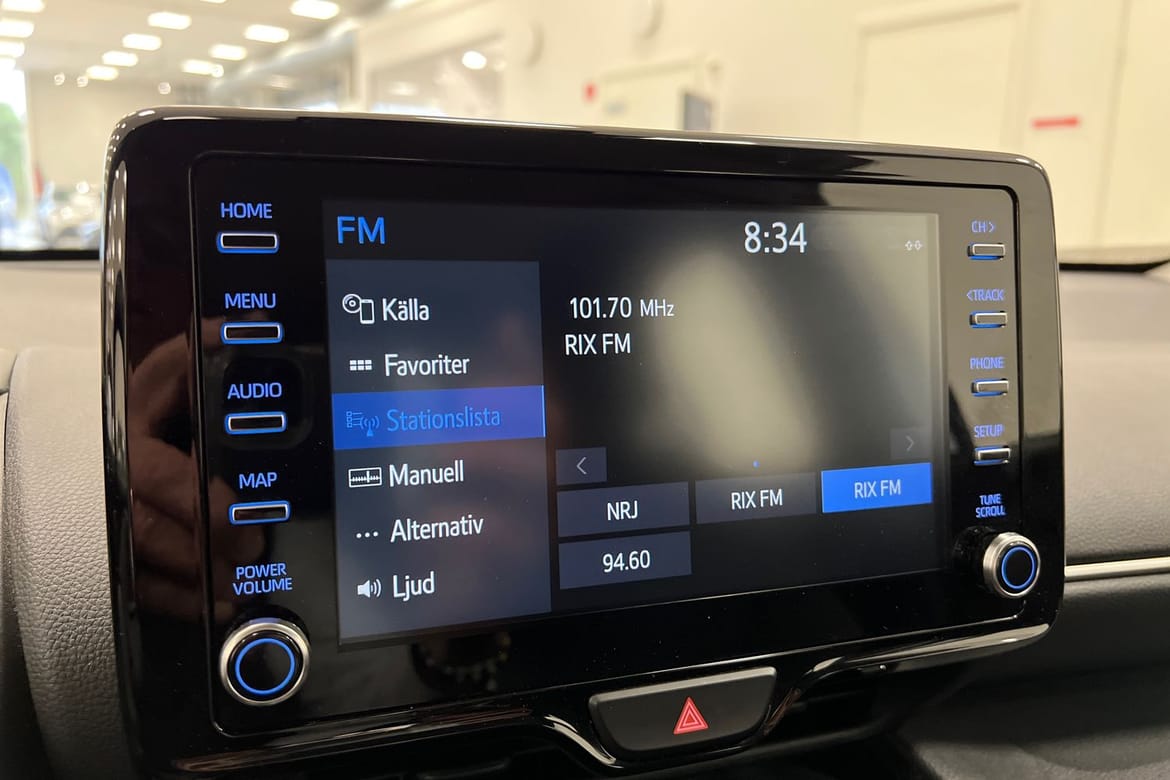 HOME
MENU
AUDIO
MAP
POWER
VOLUME
FM
8:34
Källa
Favoriter
Stationslista
Manuell
Alternativ
Ljud
101.70 MHz
RIX FM
NRJ
RIX FM
RIX FM
94.60
CH>
<TRACK
PHONE
SETUP
TUNE
SCROLL